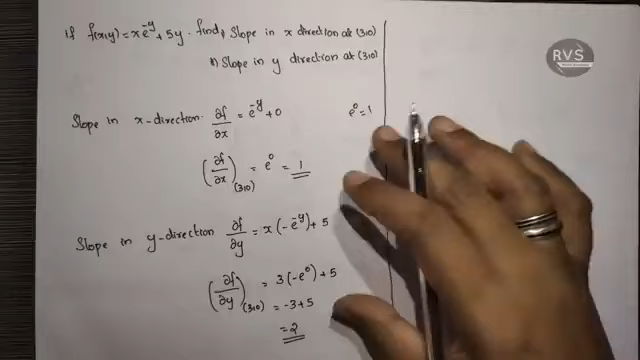 If f(x,y) = xe^-y + 5y. find i) Slope in x direction at (3,0)
ii) Slope in y direction at (3,0)
RVS
Slope in x-direction. ∂f/∂x = e^-y + 0
e^0 = 1
(∂f/∂x)(3,0) = e^0 = 1
Slope in y-direction ∂f/∂y = x(-e^-y) + 5
(∂f/∂y)(3,0) = 3(-e^0) + 5
= -3+5
= 2